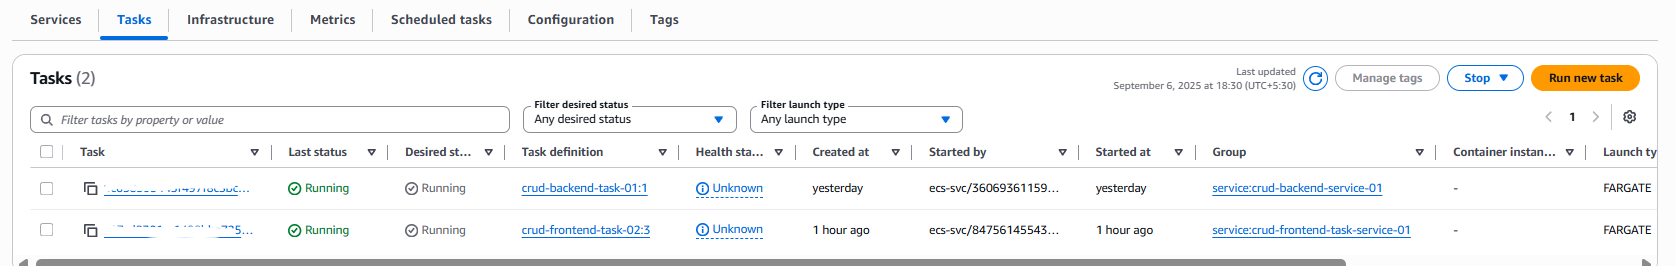 Services Tasks Infrastructure Metrics Scheduled tasks Configuration Tags
Tasks (2)
Last updated
September 6, 2025 at 18:30 (UTC+5:30)
Manage tags Stop Run new task
Filter tasks by property or value
Filter desired status
Any desired status
Filter launch type
Any launch type
1
Task Last status Desired st... Task definition Health sta... Created at Started by Started at Group Container instan... Launch ty
Running Running crud-backend-task-01:1 Unknown yesterday ecs-svc/36069361159... yesterday service:crud-backend-service-01 - FARGATE
Running Running crud-frontend-task-02:3 Unknown 1 hour ago ecs-svc/84756145543... 1 hour ago service:crud-frontend-task-service-01 - FARGATE